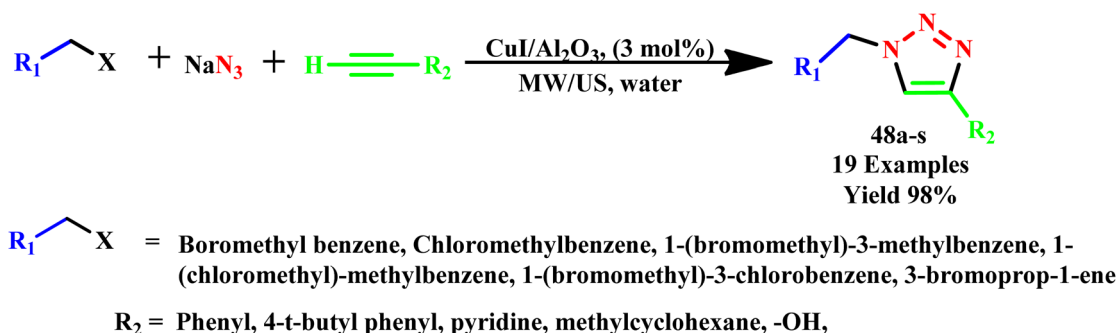 R₁ X + NaN₃ + H R₂ CuI/Al₂O₃, (3 mol%) R₁ N N N
MW/US, water
R₂
48a-s
19 Examples
Yield 98%
R₁ X = Boromethyl benzene, Chloromethylbenzene, 1-(bromomethyl)-3-methylbenzene, 1-
(chloromethyl)-methylbenzene, 1-(bromomethyl)-3-chlorobenzene, 3-bromoprop-1-ene
R₂ = Phenyl, 4-t-butyl phenyl, pyridine, methylcyclohexane, -OH,